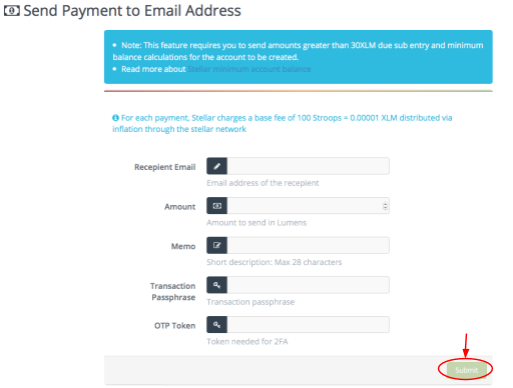 Send Payment to Email Address
Note: This feature requires you to send amounts greater than 30XLM due sub entry and minimum
balance calculations for the account to be created.
Read more about Stellar minimum account balance
For each payment, Stellar charges a base fee of 100 Stroops = 0.00001 XLM distributed via
inflation through the stellar network
Recepient Email
Email address of the recepient
Amount
Amount to send in Lumens
Memo
Short description: Max 28 characters
Transaction
Passphrase
Transaction passphrase
OTP Token
Token needed for 2FA
Submit